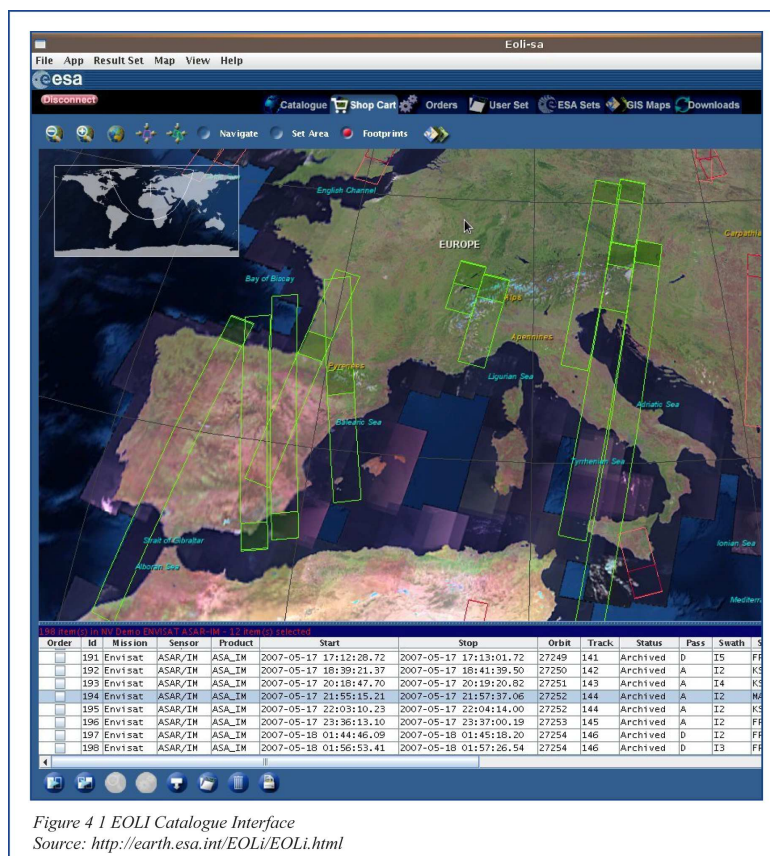 Eoli-sa
File App Result Set Map View Help
esa
Disconnect Catalogue Shop Cart Orders User Set ESA Sets GIS Maps Downloads
Navigate Set Area Footprints
English Channel
EUROPE
Carpathia
Bay of Biscay
Alps
Apennines
Pyrenees
Ligurian Sea
Balearic Sea
Adriatic Sea
Tyrrhenian Sea
Strait of Gibraltar
Ionian Sea
Alboran Sea
Mediter
198 item(s) in NV Demo ENVISAT ASAR-IM - 12 item(s) selected
Order Id Mission Sensor Product Start Stop Orbit Track Status Pass Swath S
191 Envisat ASAR/IM ASA_IM 2007-05-17 17:12:28.72 2007-05-17 17:13:01.72 27249 141 Archived D I5 FR
192 Envisat ASAR/IM ASA_IM 2007-05-17 18:39:21.37 2007-05-17 18:41:39.50 27250 142 Archived A I2 KS
193 Envisat ASAR/IM ASA_IM 2007-05-17 20:18:47.70 2007-05-17 20:19:20.82 27251 143 Archived A I4 KS
194 Envisat ASAR/IM ASA_IM 2007-05-17 21:55:15.21 2007-05-17 21:57:37.06 27252 144 Archived A I2 MA
195 Envisat ASAR/IM ASA_IM 2007-05-17 22:03:10.23 2007-05-17 22:04:14.00 27252 144 Archived A I2 KS
196 Envisat ASAR/IM ASA_IM 2007-05-17 23:36:13.10 2007-05-17 23:37:00.19 27253 145 Archived A I2 FR
197 Envisat ASAR/IM ASA_IM 2007-05-18 01:44:46.09 2007-05-18 01:45:18.20 27254 146 Archived D I2 FR
198 Envisat ASAR/IM ASA_IM 2007-05-18 01:56:53.41 2007-05-18 01:57:26.54 27254 146 Archived D I3 FR
Figure 4 1 EOLI Catalogue Interface
Source: http://earth.esa.int/EOLi/EOLi.html